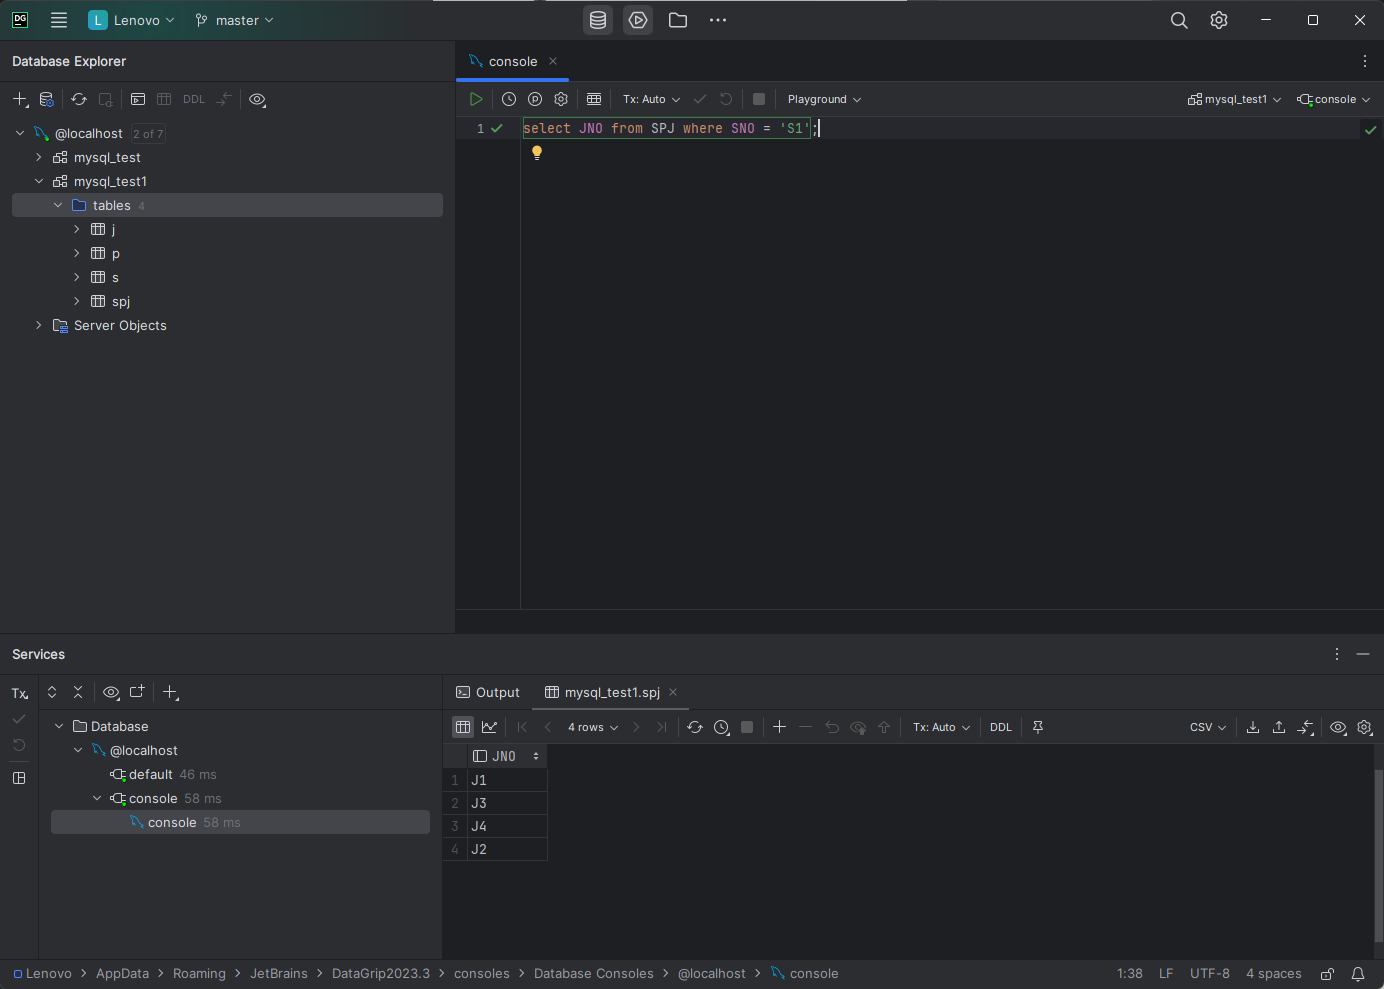 DG
L Lenovo master
Database Explorer
console
DDL
Tx: Auto Playground mysql_test1 console
@localhost 2 of 7
mysql_test
mysql_test1
tables 4
j
p
s
spj
Server Objects
1 select JNO from SPJ where SNO = 'S1';
Services
Tx
Database
@localhost
default 46 ms
console 58 ms
console 58 ms
Output mysql_test1.spj
4 rows Tx: Auto DDL CSV
JNO
1 J1
2 J3
3 J4
4 J2
Lenovo > AppData > Roaming > JetBrains > DataGrip2023.3 > consoles > Database Consoles > @localhost > console
1:38 LF UTF-8 4 spaces